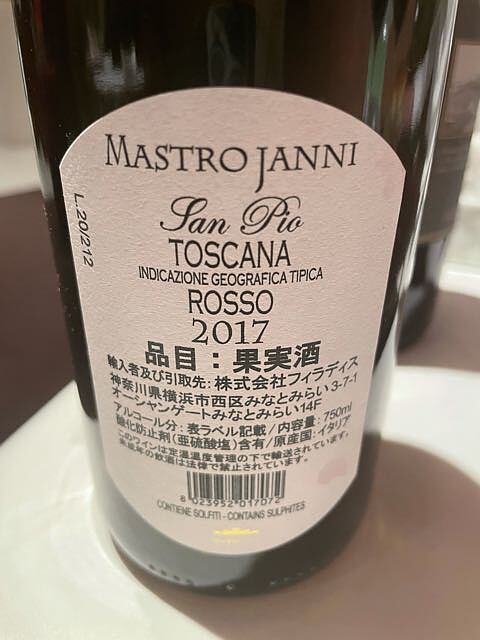 MASTROJANNI
San Pio
TOSCANA
INDICAZIONE GEOGRAFICA TIPICA
ROSSO
2017
品目：果実酒
輸入者及び引取先：株式会社フィラディス
神奈川県横浜市西区みなとみらい3-7-1
オーシャンゲートみなとみらい14F
アルコール分：表ラベル記載／内容量：750ml
酸化防止剤（亜硫酸塩）含有／原産国：イタリア
このワインは定温温度管理の下で輸送されています。
未成年の飲酒は法律で禁止されています。
8 023952 017072
CONTIENE SOLFITI - CONTAINS SULPHITES
L.20/212